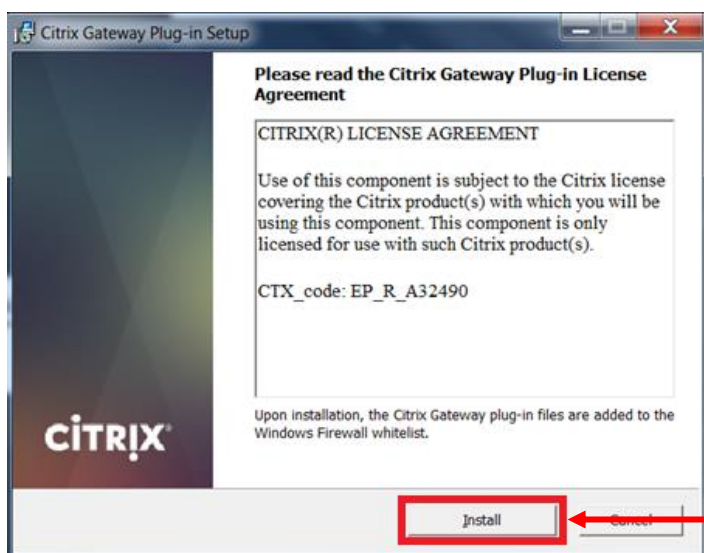 Citrix Gateway Plug-in Setup
Please read the Citrix Gateway Plug-in License
Agreement
CITRIX(R) LICENSE AGREEMENT
Use of this component is subject to the Citrix license
covering the Citrix product(s) with which you will be
using this component. This component is only
licensed for use with such Citrix product(s).
CTX_code: EP_R_A32490
Upon installation, the Citrix Gateway plug-in files are added to the
Windows Firewall whitelist.
CITRIX
Install
Cancel